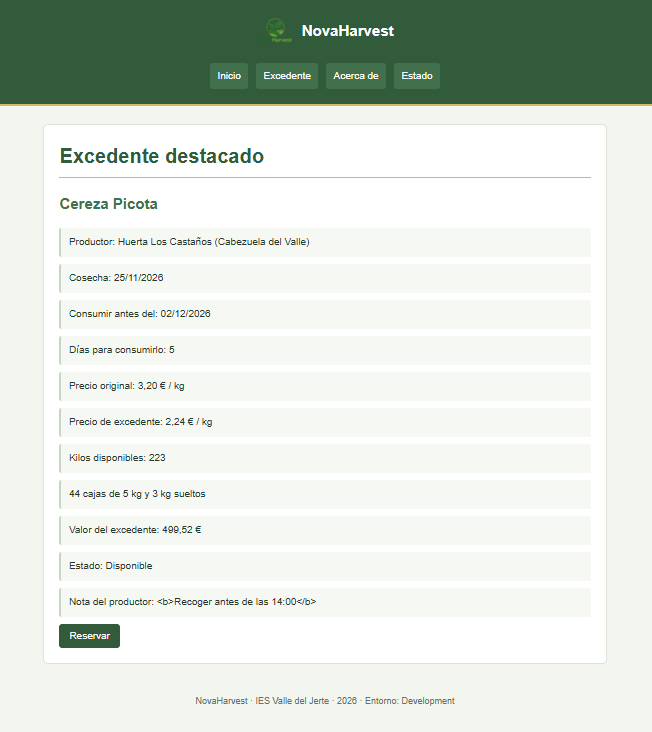 Harvest
NovaHarvest
Inicio
Excedente
Acerca de
Estado
Excedente destacado
Cereza Picota
Productor: Huerta Los Castaños (Cabezuela del Valle)
Cosecha: 25/11/2026
Consumir antes del: 02/12/2026
Días para consumirlo: 5
Precio original: 3,20 € / kg
Precio de excedente: 2,24 € / kg
Kilos disponibles: 223
44 cajas de 5 kg y 3 kg sueltos
Valor del excedente: 499,52 €
Estado: Disponible
Nota del productor: <b>Recoger antes de las 14:00</b>
Reservar
NovaHarvest · IES Valle del Jerte · 2026 · Entorno: Development